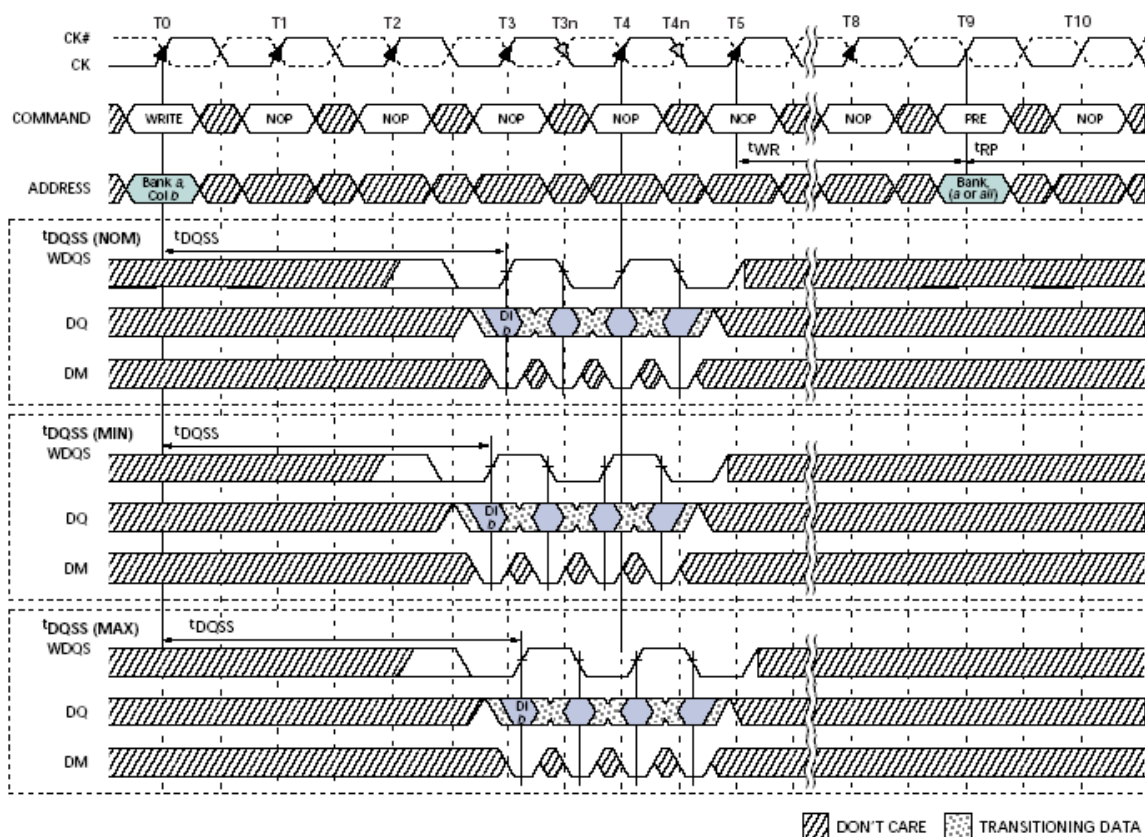 T0 T1 T2 T3 T3n T4 T4n T5 T8 T9 T10
CK#
CK
COMMAND WRITE NOP NOP NOP NOP NOP NOP PRE NOP
tWR tRP
ADDRESS Bank a, Col b Bank, (a or all)
tDQSS (NOM) tDQSS
WDQS
DQ DI b
DM
tDQSS (MIN) tDQSS
WDQS
DQ DI b
DM
tDQSS (MAX) tDQSS
WDQS
DQ DI b
DM
DON'T CARE TRANSITIONING DATA